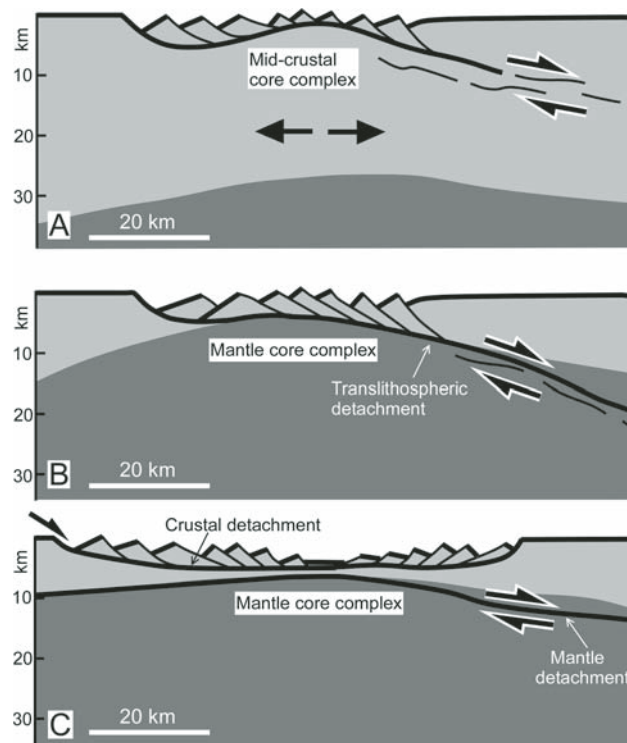 km
10
20
30
Mid-crustal
core complex
A
20 km
km
10
20
30
Mantle core complex
Translithospheric
detachment
B
20 km
km
10
20
30
Crustal detachment
Mantle core complex
Mantle
detachment
C
20 km